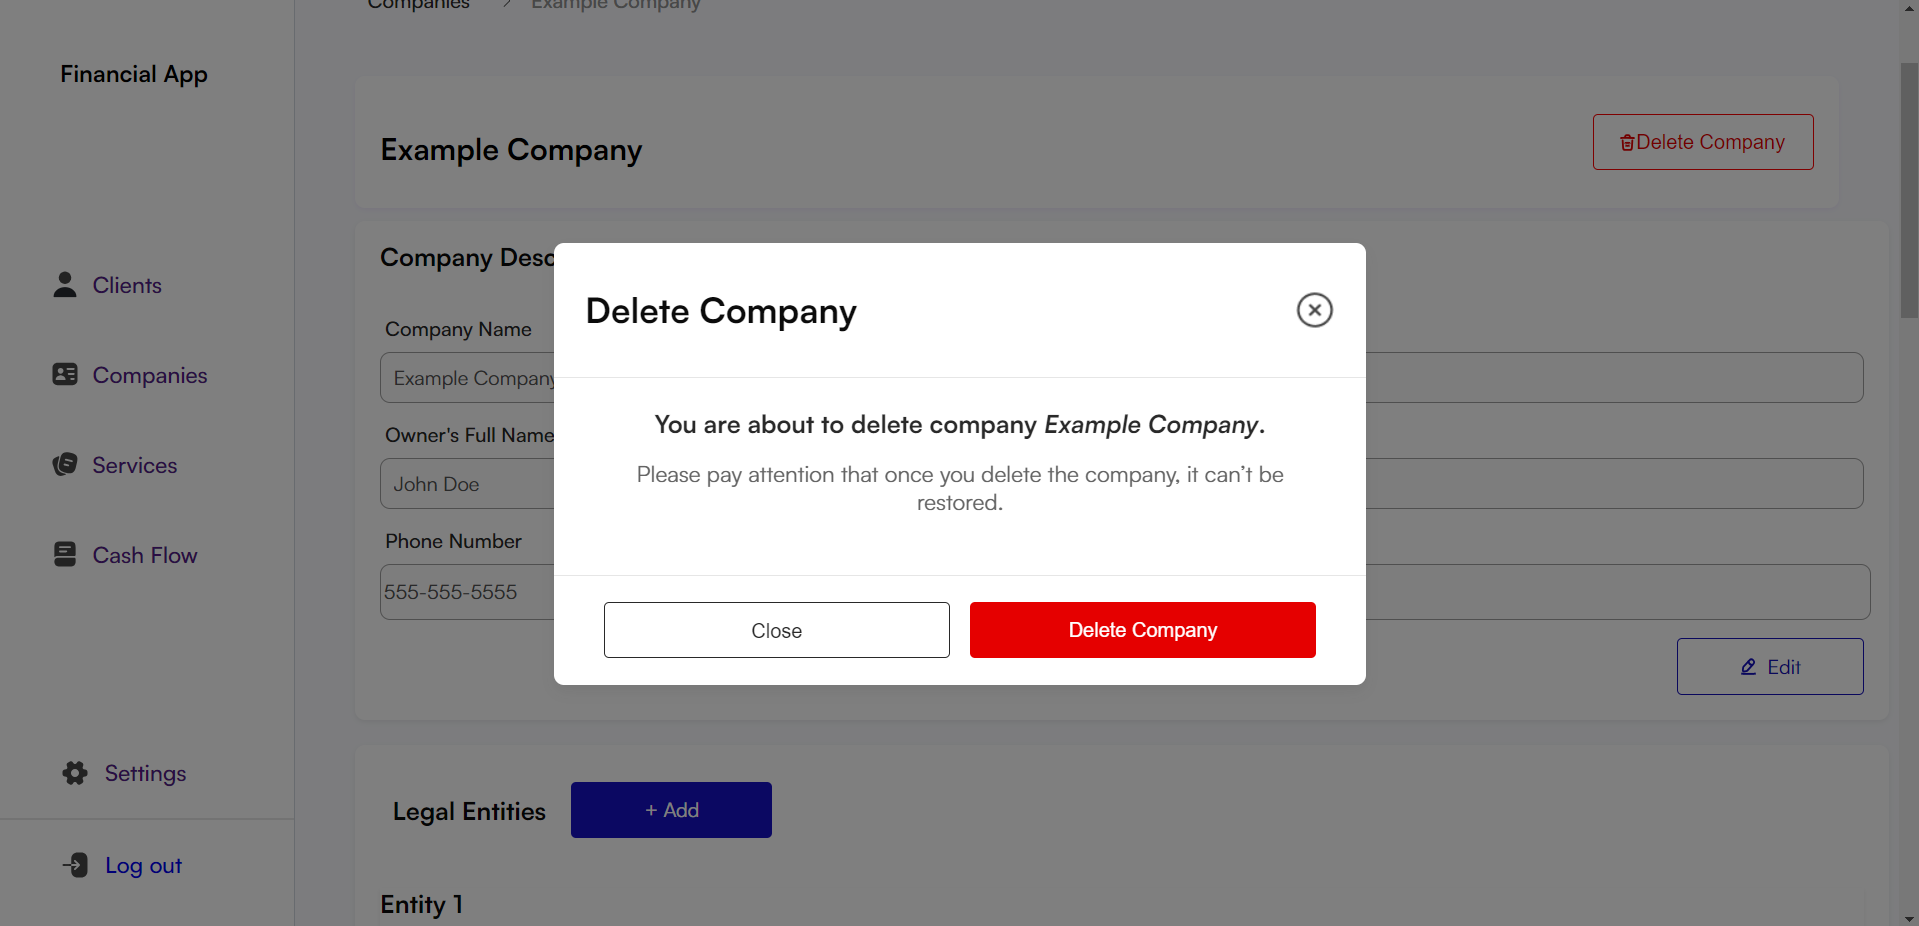 Companies > Example Company
Financial App
Example Company
Delete Company
Clients
Companies
Services
Cash Flow
Settings
Log out
Company Desc
Company Name
Example Company
Owner's Full Name
John Doe
Phone Number
555-555-5555
Edit
Delete Company
You are about to delete company Example Company.
Please pay attention that once you delete the company, it can’t be
restored.
Close
Delete Company
Legal Entities
+ Add
Entity 1